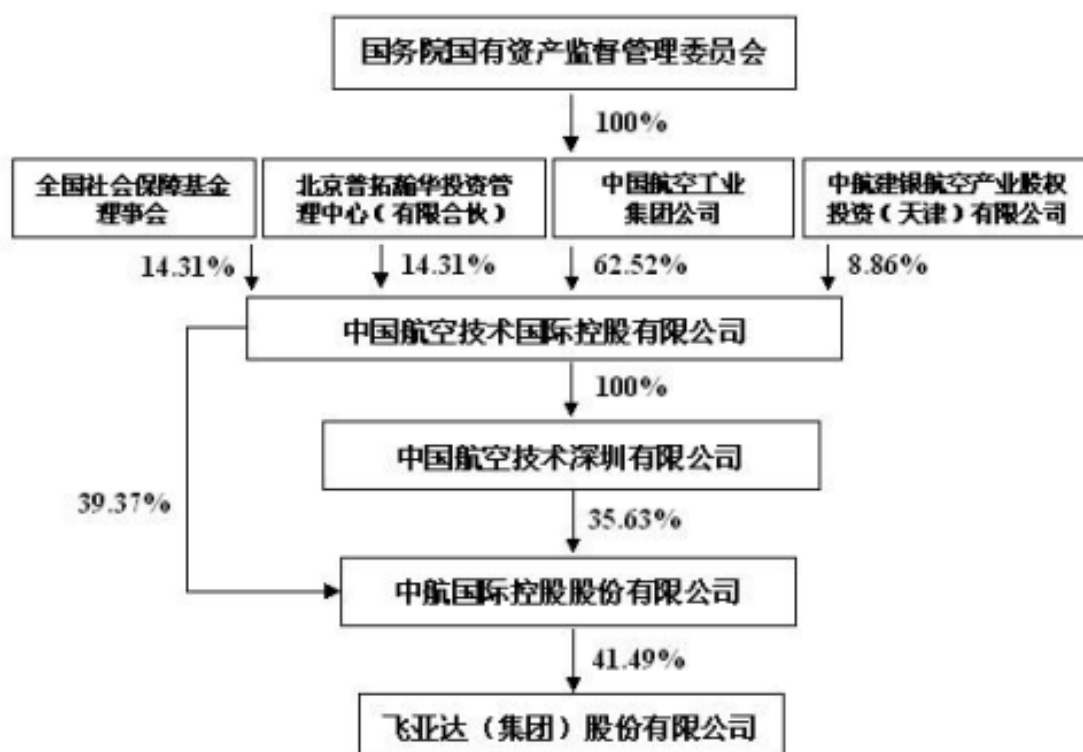 国务院国有资产监督管理委员会
100%
全国社会保障基金
理事会
北京普拓瀚华投资管
理中心（有限合伙）
中国航空工业
集团公司
中航建银航空产业股权
投资（天津）有限公司
14.31%
14.31%
62.52%
8.86%
中国航空技术国际控股有限公司
100%
中国航空技术深圳有限公司
39.37%
35.63%
中航国际控股股份有限公司
41.49%
飞亚达（集团）股份有限公司